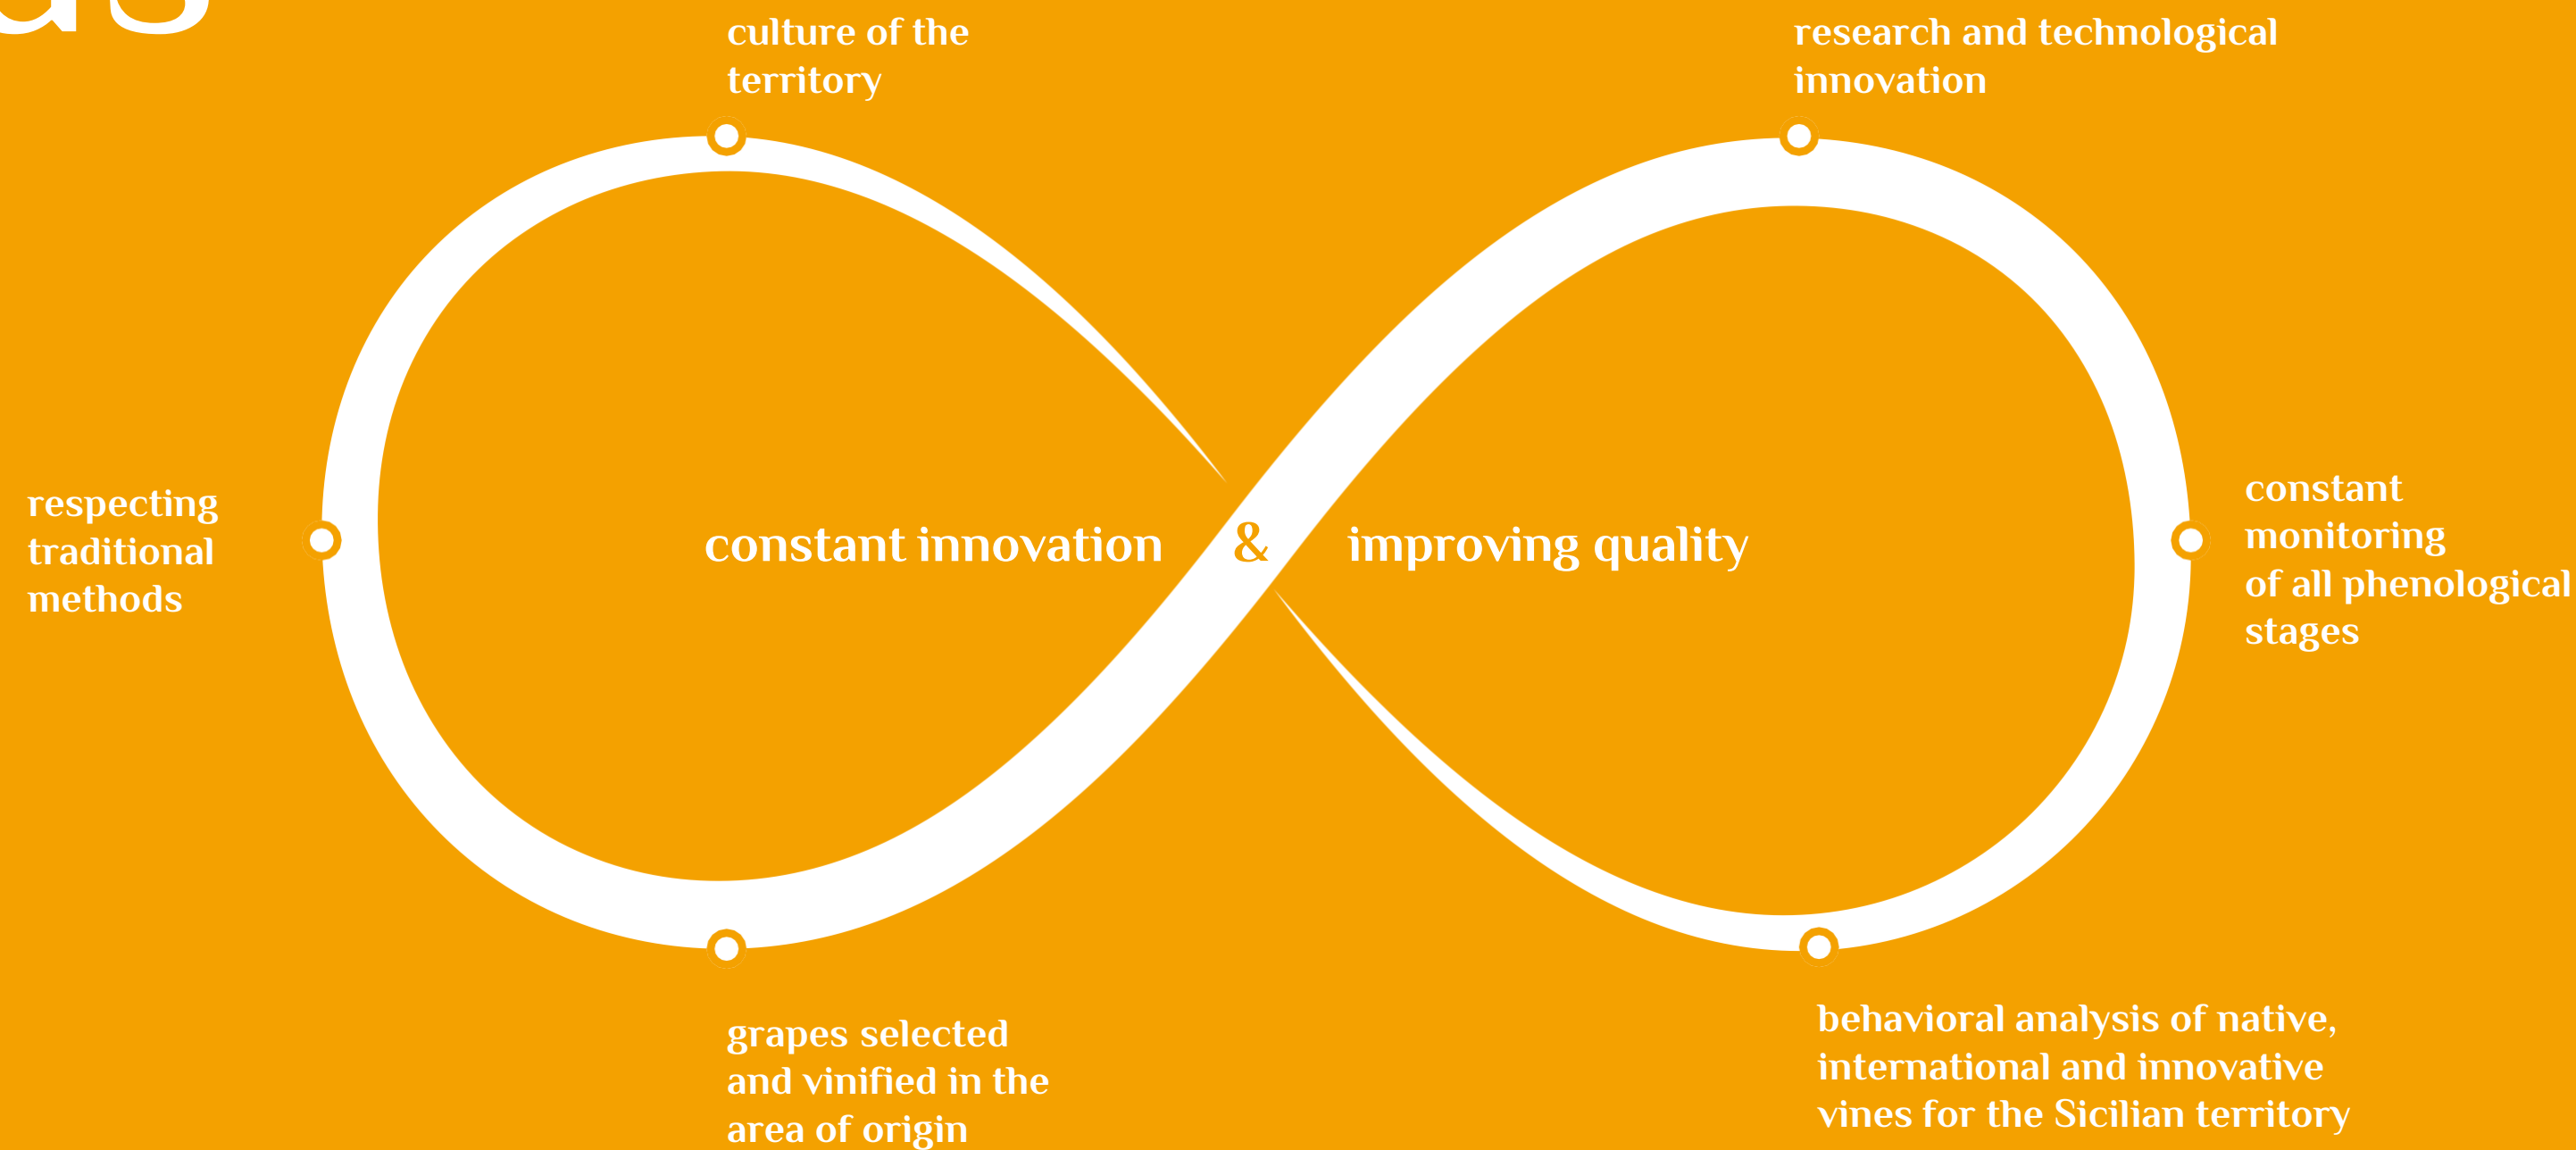 culture of the
territory
research and technological
innovation
respecting
traditional
methods
constant innovation & improving quality
constant
monitoring
of all phenological
stages
grapes selected
and vinified in the
area of origin
behavioral analysis of native,
international and innovative
vines for the Sicilian territory